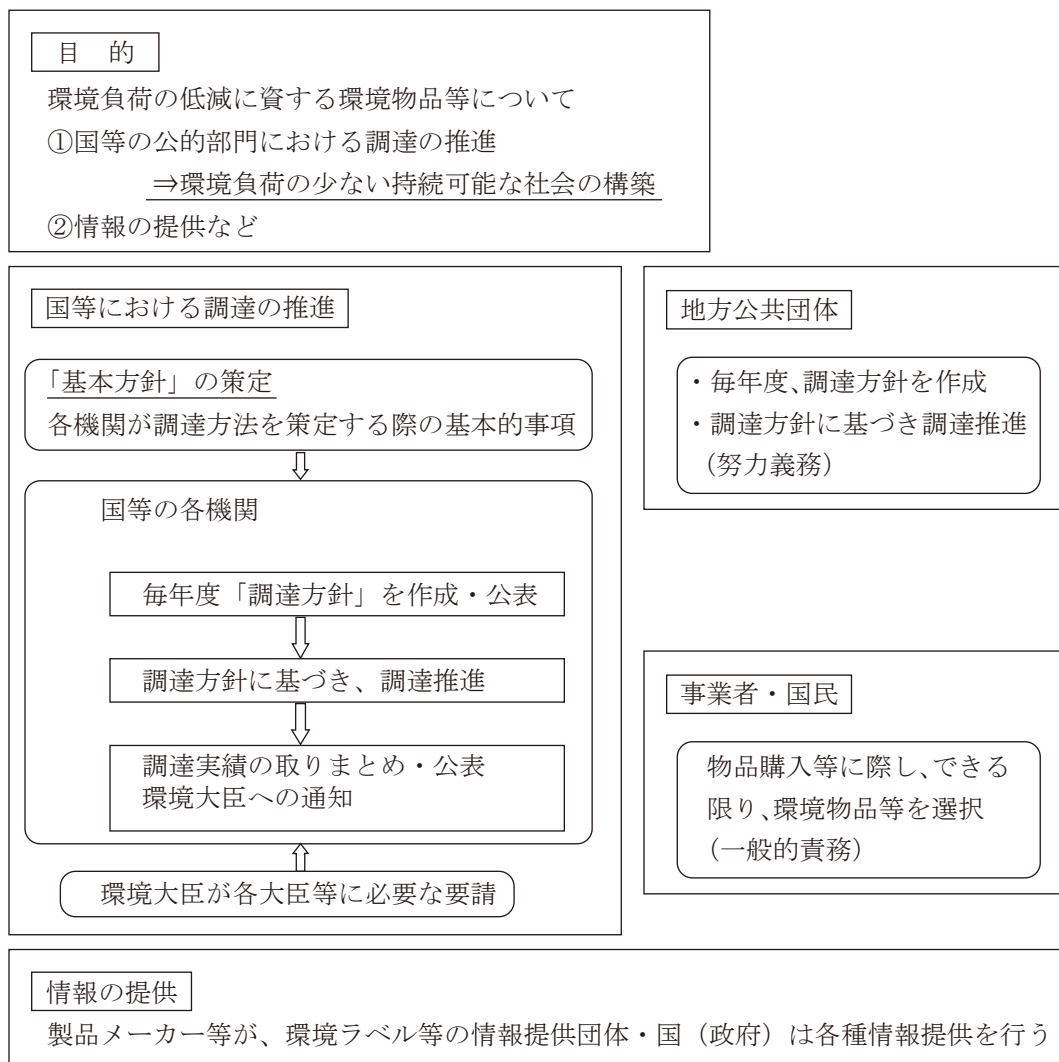 目 的
環境負荷の低減に資する環境物品等について
①国等の公的部門における調達の推進
⇒環境負荷の少ない持続可能な社会の構築
②情報の提供など
国等における調達の推進
「基本方針」の策定
各機関が調達方法を策定する際の基本的事項
国等の各機関
毎年度「調達方針」を作成・公表
調達方針に基づき、調達推進
調達実績の取りまとめ・公表
環境大臣への通知
環境大臣が各大臣等に必要な要請
地方公共団体
・毎年度、調達方針を作成
・調達方針に基づき調達推進
（努力義務）
事業者・国民
物品購入等に際し、できる
限り、環境物品等を選択
（一般的責務）
情報の提供
製品メーカー等が、環境ラベル等の情報提供団体・国（政府）は各種情報提供を行う